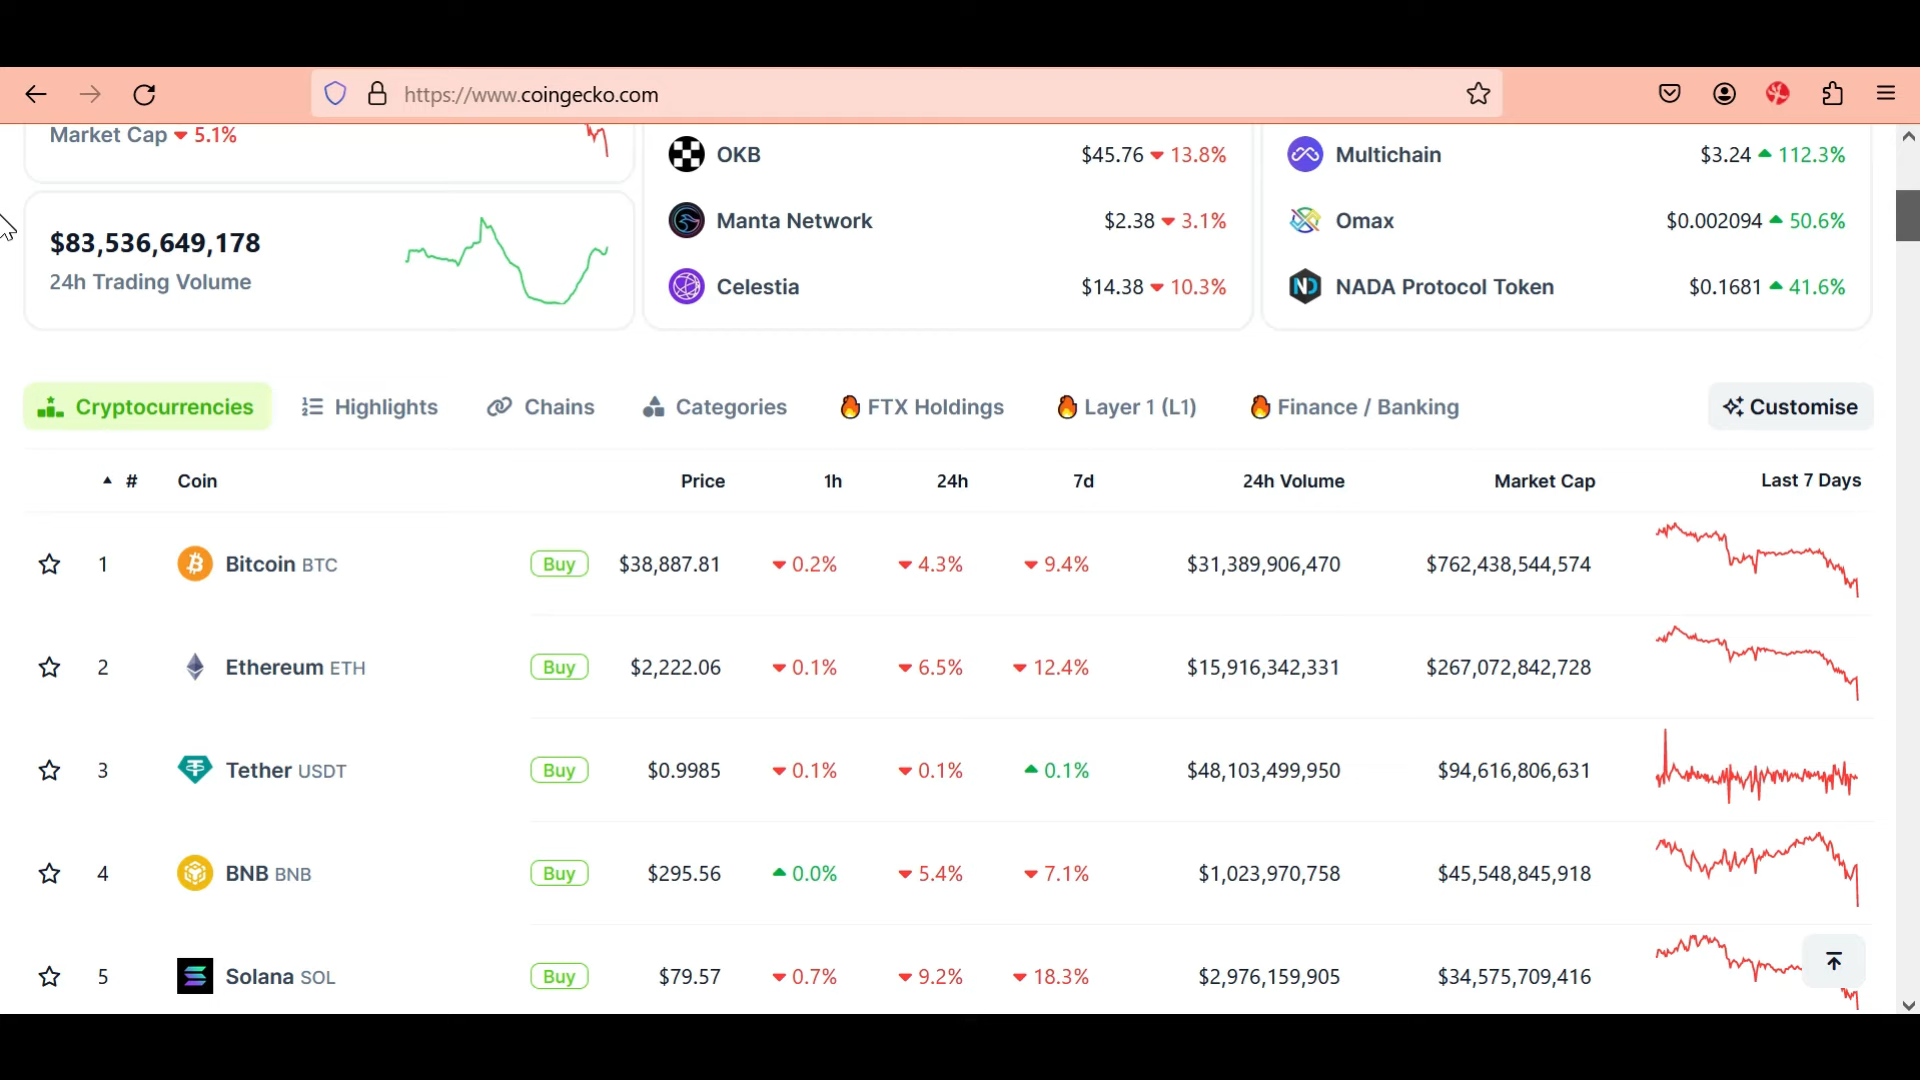 https://www.coingecko.com
Market Cap 5.1%
$83,536,649,178
24h Trading Volume
OKB $45.76 13.8%
Manta Network $2.38 3.1%
Celestia $14.38 10.3%
Multichain $3.24 112.3%
Omax $0.002094 50.6%
NADA Protocol Token $0.1681 41.6%
Cryptocurrencies Highlights Chains Categories FTX Holdings Layer 1 (L1) Finance / Banking Customise
# Coin Price 1h 24h 7d 24h Volume Market Cap Last 7 Days
1 Bitcoin BTC Buy $38,887.81 0.2% 4.3% 9.4% $31,389,906,470 $762,438,544,574
2 Ethereum ETH Buy $2,222.06 0.1% 6.5% 12.4% $15,916,342,331 $267,072,842,728
3 Tether USDT Buy $0.9985 0.1% 0.1% 0.1% $48,103,499,950 $94,616,806,631
4 BNB BNB Buy $295.56 0.0% 5.4% 7.1% $1,023,970,758 $45,548,845,918
5 Solana SOL Buy $79.57 0.7% 9.2% 18.3% $2,976,159,905 $34,575,709,416